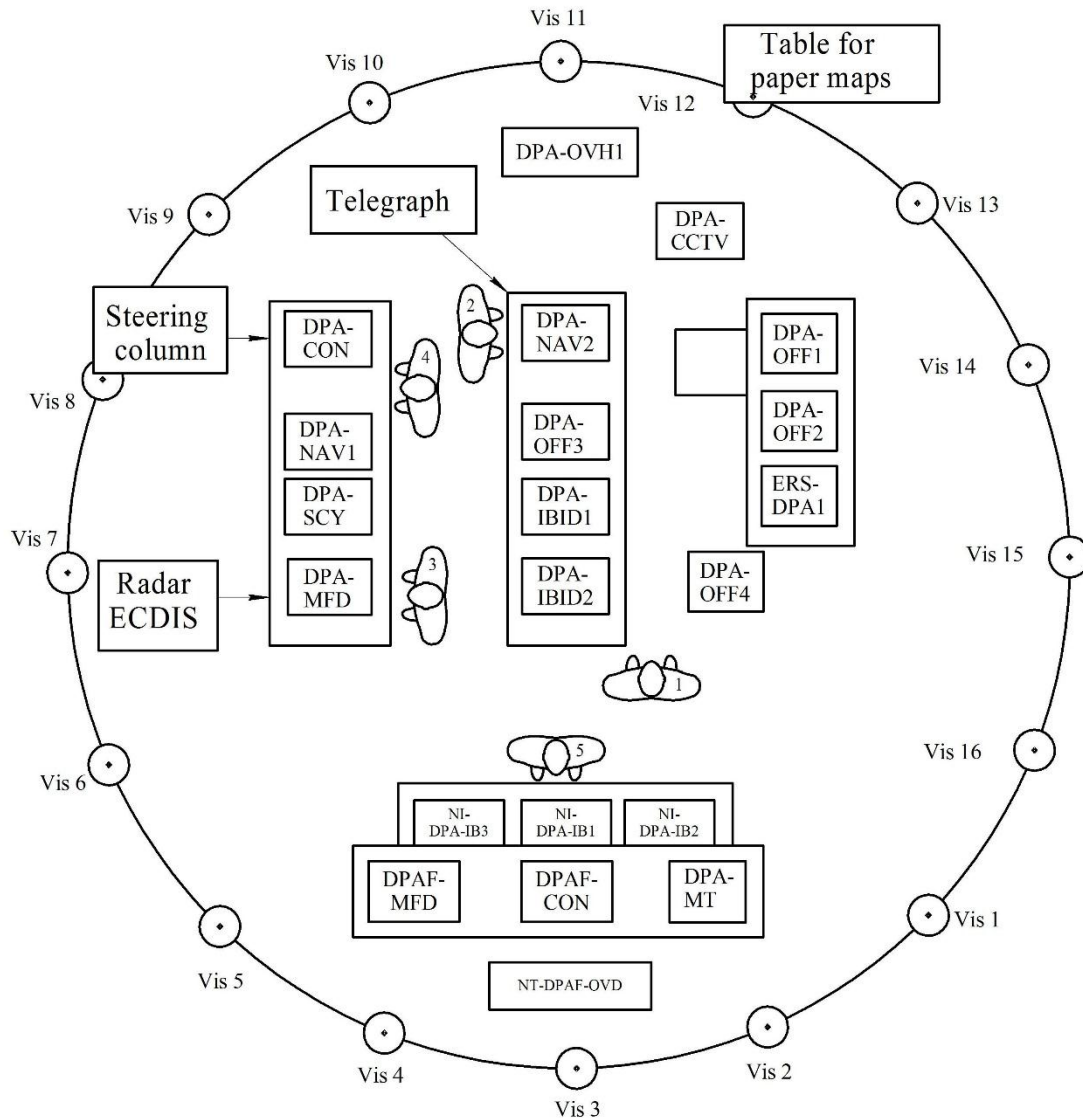 Vis 11
Table for
paper maps
Vis 10
Vis 12
DPA-OVH1
Telegraph
Vis 9
DPA-
CCTV
Vis 13
Steering
column
DPA-
CON
4
2
DPA-
NAV2
DPA-
OFF1
Vis 14
Vis 8
DPA-
NAV1
DPA-
OFF3
DPA-
OFF2
DPA-
SCY
DPA-
IBID1
ERS-
DPA1
Vis 7
Vis 15
Radar
ECDIS
DPA-
MFD
3
DPA-
IBID2
DPA-
OFF4
1
5
Vis 6
Vis 16
NI-
DPA-IB3
NI-
DPA-IB1
NI-
DPA-IB2
DPAF-
MFD
DPAF-
CON
DPA-
MT
Vis 1
Vis 5
NT-DPAF-OVD
Vis 4
Vis 2
Vis 3